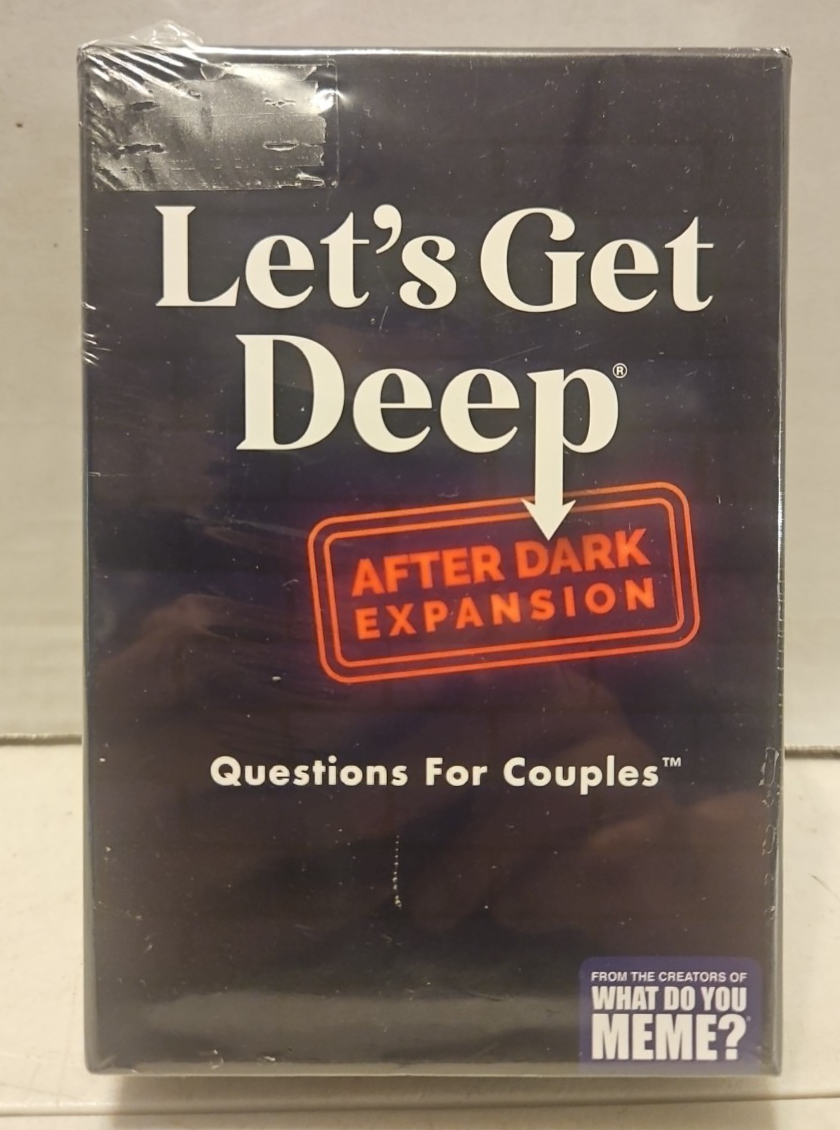 Let's Get
Deep®
AFTER DARK
EXPANSION
Questions For Couples™
FROM THE CREATORS OF
WHAT DO YOU
MEME?